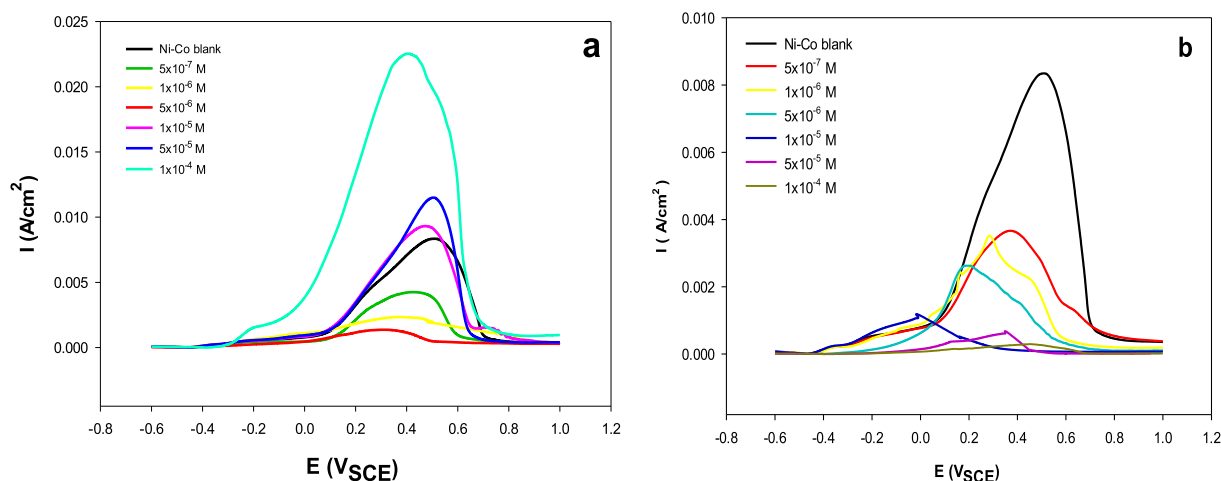 a
0.025
0.020
0.015
0.010
0.005
0.000
I (A/cm²)
Ni-Co blank
5x10⁻⁷ M
1x10⁻⁶ M
5x10⁻⁶ M
1x10⁻⁵ M
5x10⁻⁵ M
1x10⁻⁴ M
-0.8 -0.6 -0.4 -0.2 0.0 0.2 0.4 0.6 0.8 1.0 1.2
E (V_SCE)
b
0.010
0.008
0.006
0.004
0.002
0.000
I ( A/cm²)
Ni-Co blank
5x10⁻⁷ M
1x10⁻⁶ M
5x10⁻⁶ M
1x10⁻⁵ M
5x10⁻⁵ M
1x10⁻⁴ M
-0.8 -0.6 -0.4 -0.2 0.0 0.2 0.4 0.6 0.8 1.0 1.2
E (V_SCE)